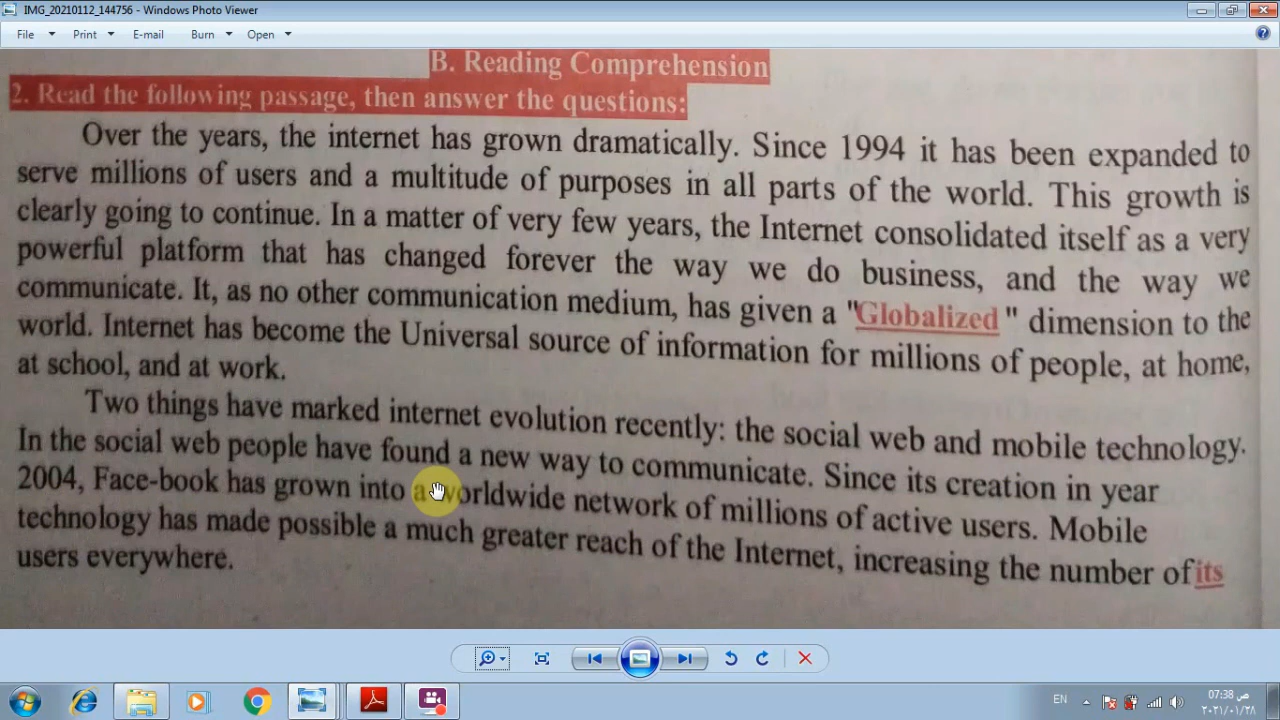 IMG_20210112_144756 - Windows Photo Viewer
File Print E-mail Burn Open
B. Reading Comprehension
2. Read the following passage, then answer the questions:
Over the years, the internet has grown dramatically. Since 1994 it has been expanded to
serve millions of users and a multitude of purposes in all parts of the world. This growth is
clearly going to continue. In a matter of very few years, the Internet consolidated itself as a very
powerful platform that has changed forever the way we do business, and the way we
communicate. It, as no other communication medium, has given a "Globalized " dimension to the
world. Internet has become the Universal source of information for millions of people, at home,
at school, and at work.
Two things have marked internet evolution recently: the social web and mobile technology.
In the social web people have found a new way to communicate. Since its creation in year
2004, Face-book has grown into a worldwide network of millions of active users. Mobile
technology has made possible a much greater reach of the Internet, increasing the number of its
users everywhere.
EN
07:38 ص
٢٠٢١/٠١/٢٨